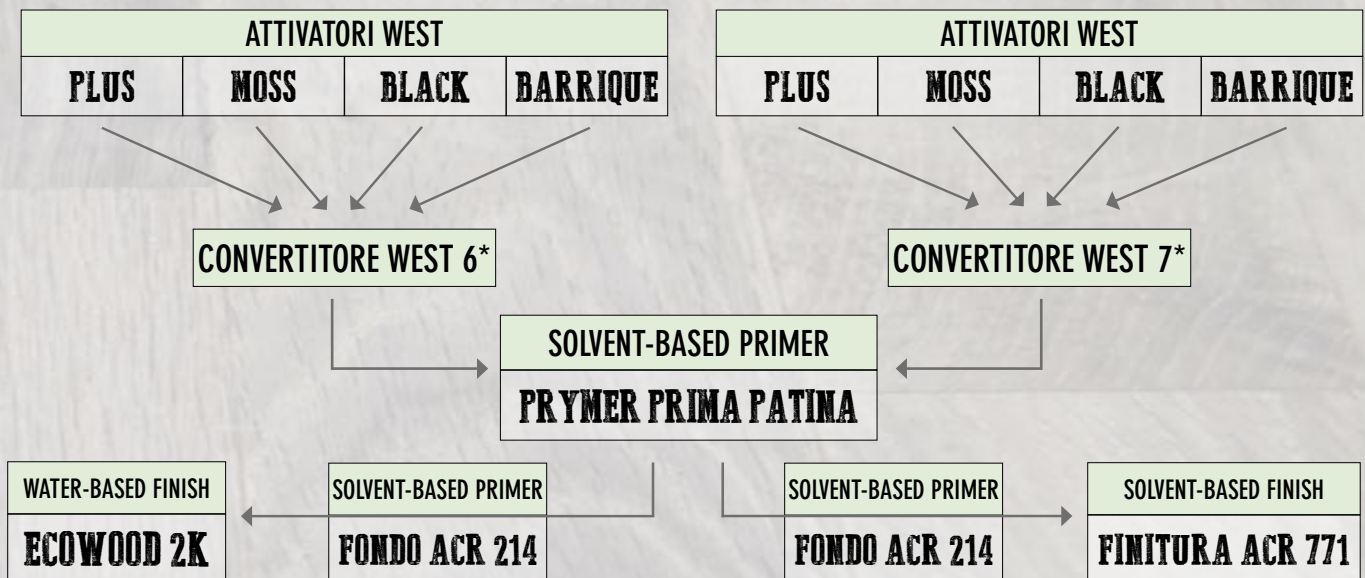 ATTIVATORI WEST
PLUS MOSS BLACK BARRIQUE
ATTIVATORI WEST
PLUS MOSS BLACK BARRIQUE
CONVERTITORE WEST 6*
CONVERTITORE WEST 7*
SOLVENT-BASED PRIMER
PRYMER PRIMA PATINA
WATER-BASED FINISH
ECOWOOD 2K
SOLVENT-BASED PRIMER
FONDO ACR 214
SOLVENT-BASED PRIMER
FONDO ACR 214
SOLVENT-BASED FINISH
FINITURA ACR 771